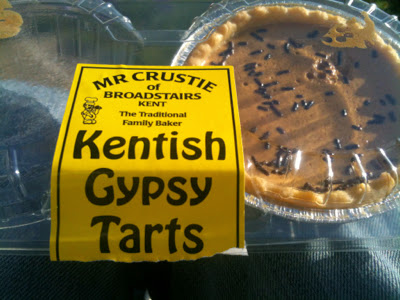 MR CRUSTIE
of
BROADSTAIRS
KENT
The Traditional
Family Baker
Kentish
Gypsy
Tarts